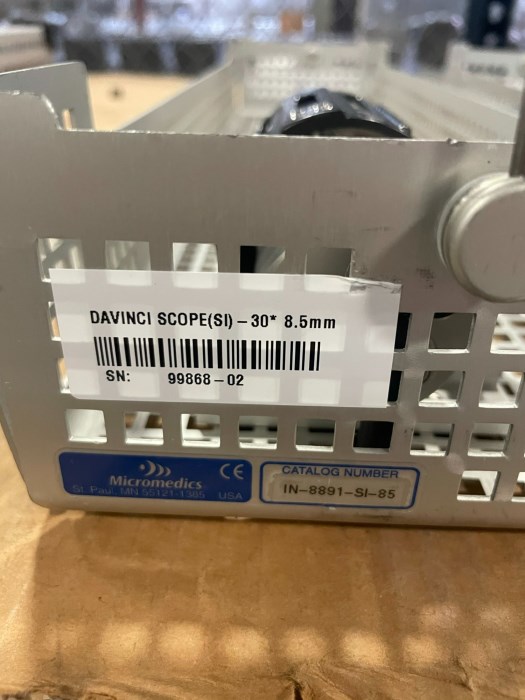 DAVINCI SCOPE(SI) – 30* 8.5mm
SN: 99868 – 02
Micromedics
St. Paul, MN 55121-1385 USA
CE
CATALOG NUMBER
IN-8891-SI-85